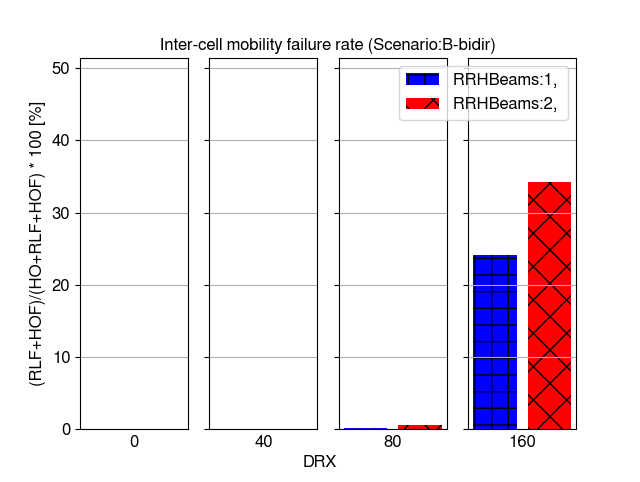 Inter-cell mobility failure rate (Scenario:B-bidir)
(RLF+HOF)/(HO+RLF+HOF) * 100 [%]
50
40
30
20
10
0
RRHBeams:1,
RRHBeams:2,
0 40 80 160
DRX